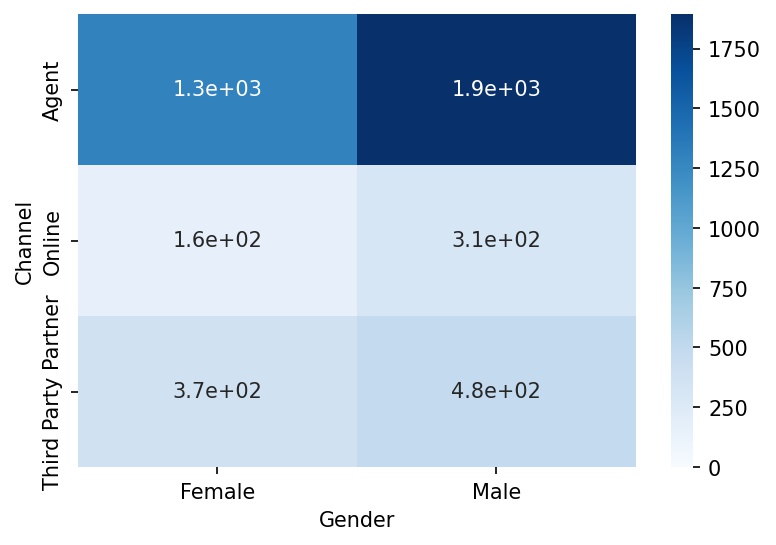 Channel
Agent
Online
Third Party Partner
1.3e+03 1.9e+03
1.6e+02 3.1e+02
3.7e+02 4.8e+02
Female Male
Gender
1750
1500
1250
1000
750
500
250
0